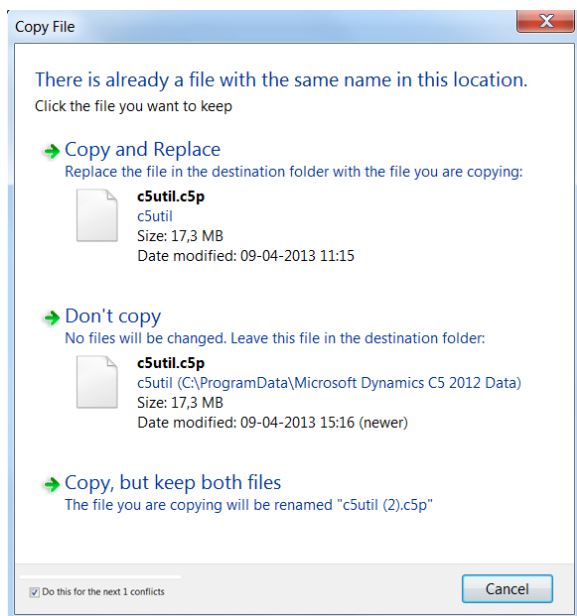 Copy File
There is already a file with the same name in this location.
Click the file you want to keep
Copy and Replace
Replace the file in the destination folder with the file you are copying:
c5util.c5p
c5util
Size: 17,3 MB
Date modified: 09-04-2013 11:15
Don't copy
No files will be changed. Leave this file in the destination folder:
c5util.c5p
c5util (C:\ProgramData\Microsoft Dynamics C5 2012 Data)
Size: 17,3 MB
Date modified: 09-04-2013 15:16 (newer)
Copy, but keep both files
The file you are copying will be renamed "c5util (2).c5p"
Do this for the next 1 conflicts
Cancel